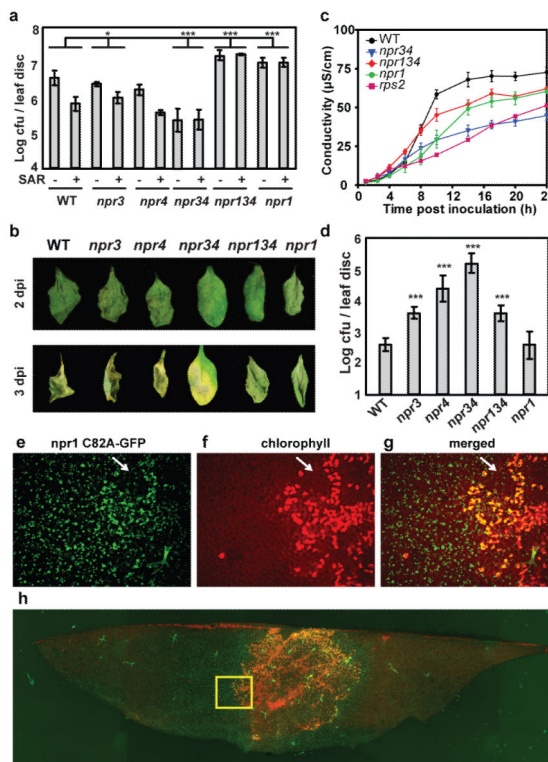 a
* *** *** ***
8
7
6
5
4
Log cfu / leaf disc
SAR - + - + - + - + - + - +
WT npr3 npr4 npr34 npr134 npr1
c
WT
npr34
npr134
npr1
rps2
100
75
50
25
0
Conductivity (µS/cm)
0 4 8 12 16 20
Time post inoculation (h)
b
WT npr3 npr4 npr34 npr134 npr1
2 dpi
3 dpi
d
*** *** *** ***
6
5
4
3
2
1
Log cfu / leaf disc
WT npr3 npr4 npr34 npr134 npr1
e npr1 C82A-GFP
f chlorophyll
g merged
h